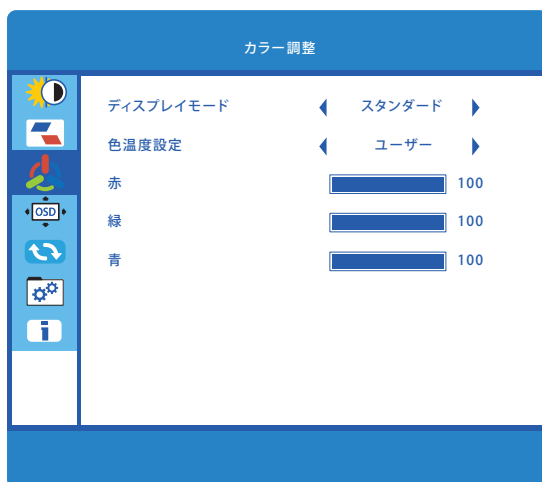 カラー調整
ディスプレイモード スタンダード
色温度設定 ユーザー
赤 100
緑 100
青 100
OSD
i